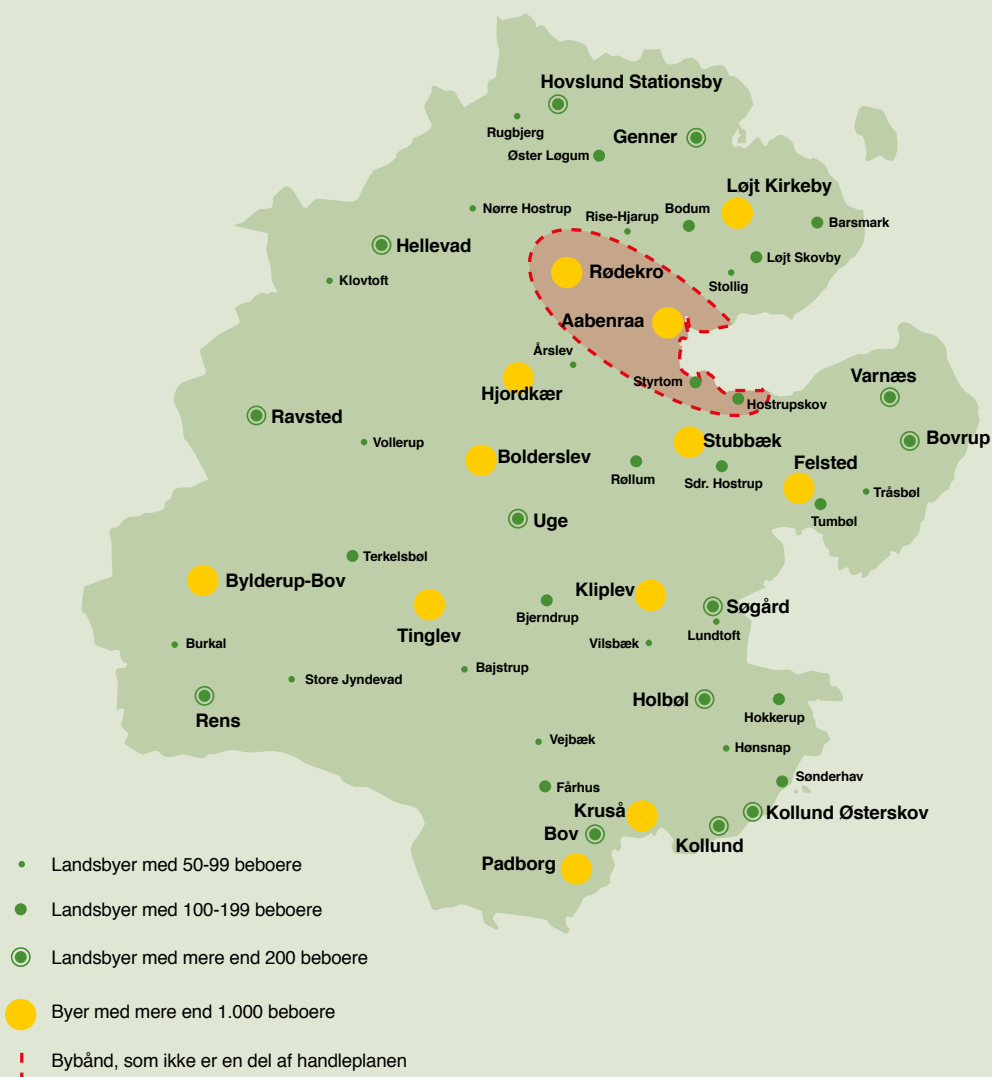 Hovslund Stationsby
Rugbjerg
Genner
Øster Løgum
Løjt Kirkeby
Nørre Hostrup
Rise-Hjarup
Bodum
Barsmark
Hellevad
Løjt Skovby
Klovtoft
Rødekro
Stollig
Aabenraa
Årslev
Styrtom
Varnæs
Hjordkær
Hostrupskov
Ravsted
Vollerup
Stubbæk
Bovrup
Bolderslev
Felsted
Røllum
Sdr. Hostrup
Tråsbøl
Uge
Tumbøl
Terkelsbøl
Bylderup-Bov
Kliplev
Søgård
Bjerndrup
Tinglev
Lundtoft
Burkal
Vilsbæk
Bajstrup
Store Jyndevad
Holbøl
Rens
Hokkerup
Vejbæk
Hønsnap
Sønderhav
Fårhus
Kruså
Kollund Østerskov
Bov
Kollund
Padborg
Landsbyer med 50-99 beboere
Landsbyer med 100-199 beboere
Landsbyer med mere end 200 beboere
Byer med mere end 1.000 beboere
Bybånd, som ikke er en del af handleplanen